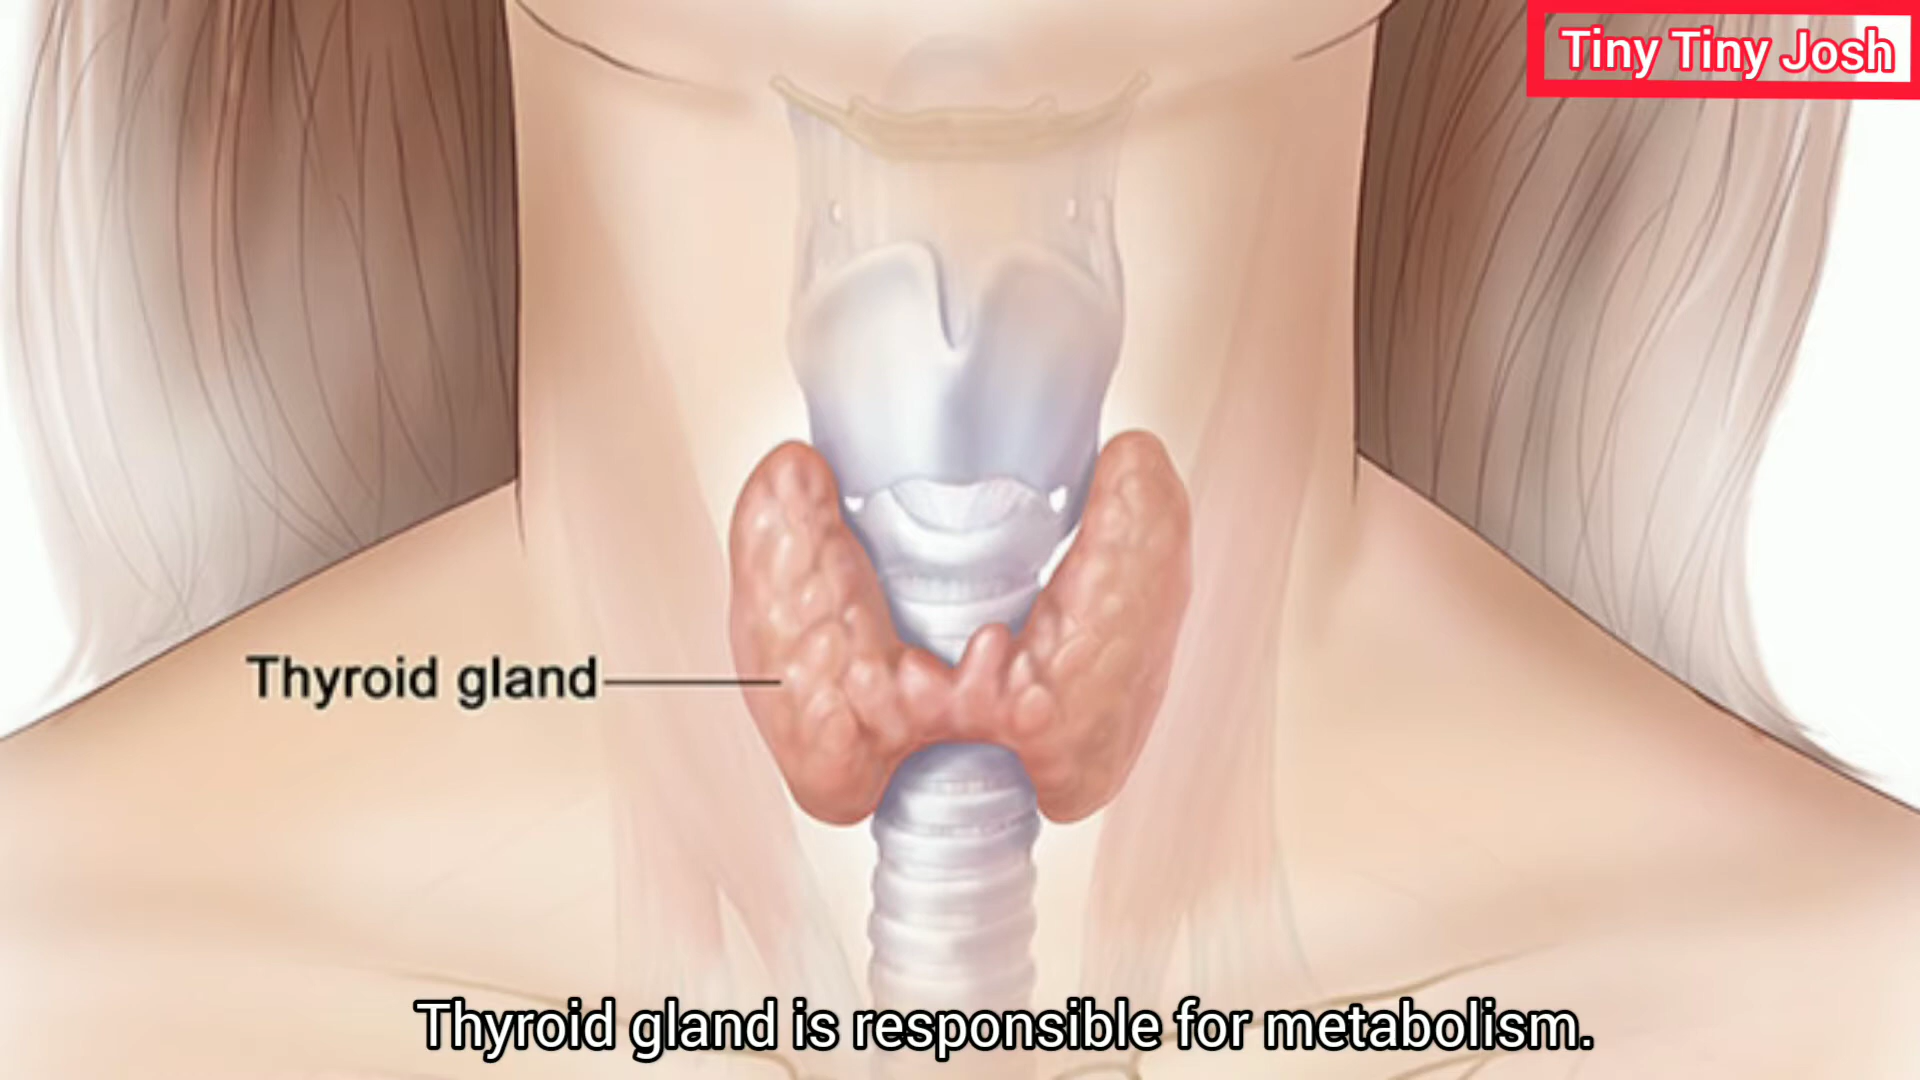 Tiny Tiny Josh
Thyroid gland
Thyroid gland is responsible for metabolism.